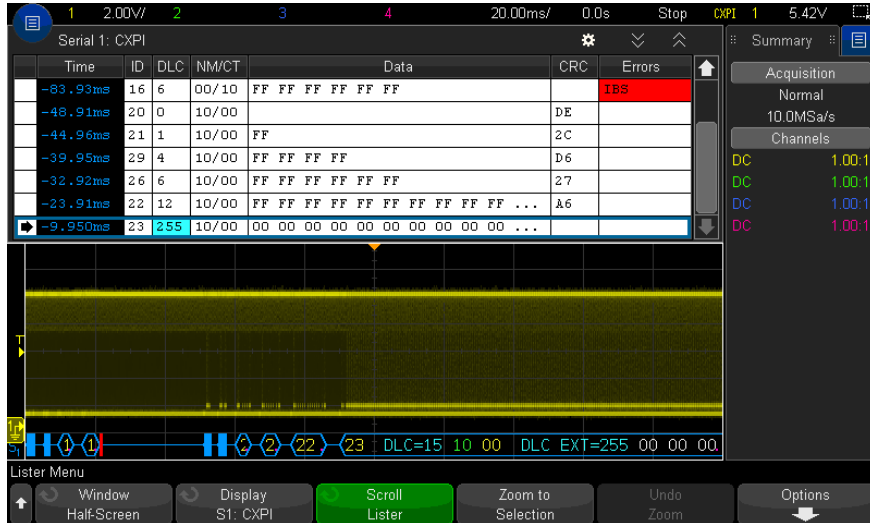 1 2.00V/ 2 3 4 20.00ms/ 0.0s Stop CXPI 1 5.42V
Serial 1: CXPI
Summary
Time ID DLC NM/CT Data CRC Errors
-83.93ms 16 6 00/10 FF FF FF FF FF FF IBS
-48.91ms 20 0 10/00 DE
-44.96ms 21 1 10/00 FF 2C
-39.95ms 29 4 10/00 FF FF FF FF D6
-32.92ms 26 6 10/00 FF FF FF FF FF FF 27
-23.91ms 22 12 10/00 FF FF FF FF FF FF FF FF FF FF ... A6
-9.950ms 23 255 10/00 00 00 00 00 00 00 00 00 00 00 ...
Acquisition
Normal
10.0MSa/s
Channels
DC 1.00:1
DC 1.00:1
DC 1.00:1
DC 1.00:1
T
1
S1 1 1 2 2 22 23 DLC=15 10 00 DLC EXT=255 00 00 00
Lister Menu
Window
Half-Screen
Display
S1: CXPI
Scroll
Lister
Zoom to
Selection
Undo
Zoom
Options